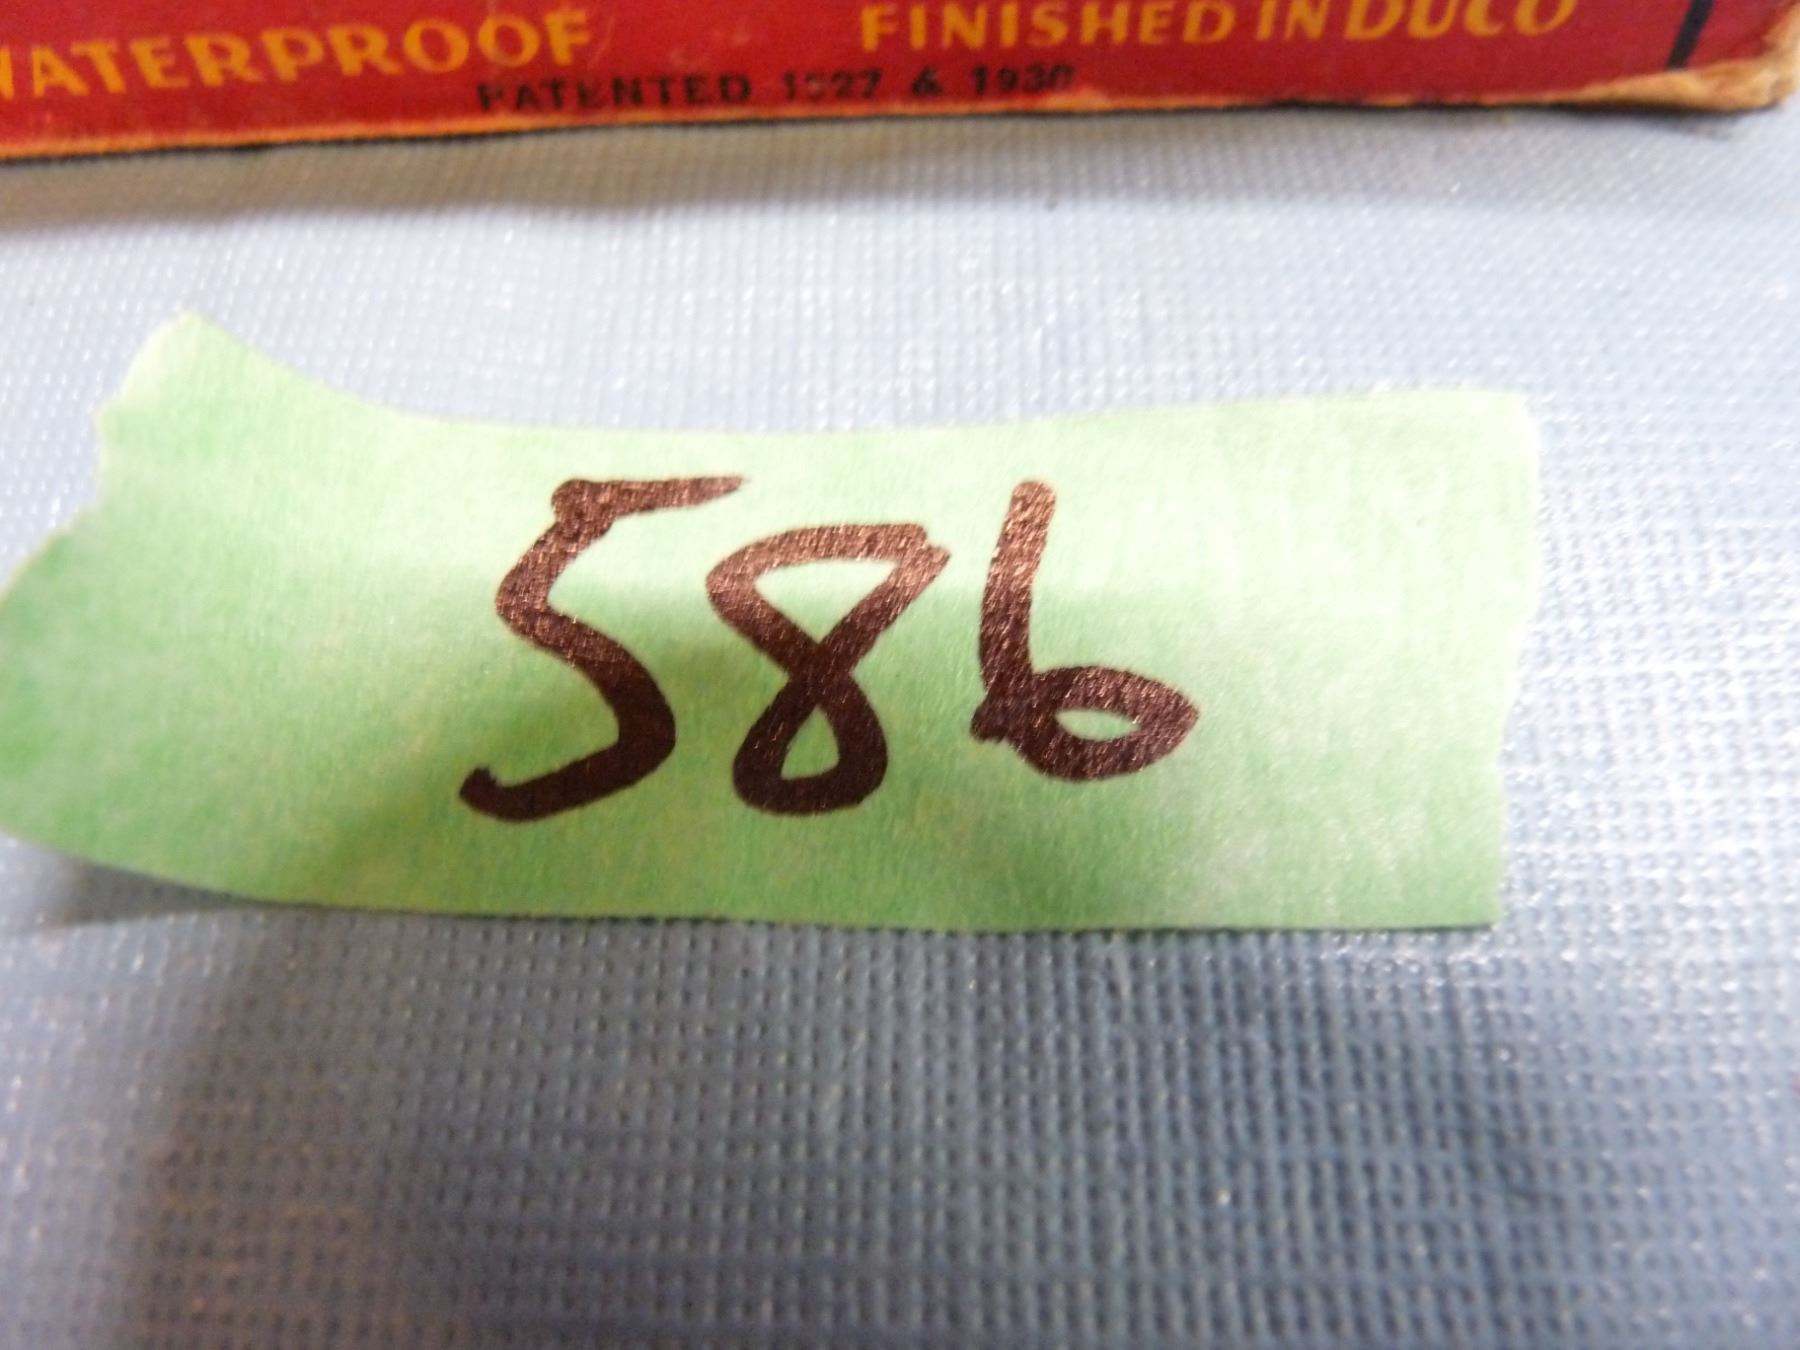 WATERPROOF FINISHED IN DUCO
PATENTED 1927 & 1930
586